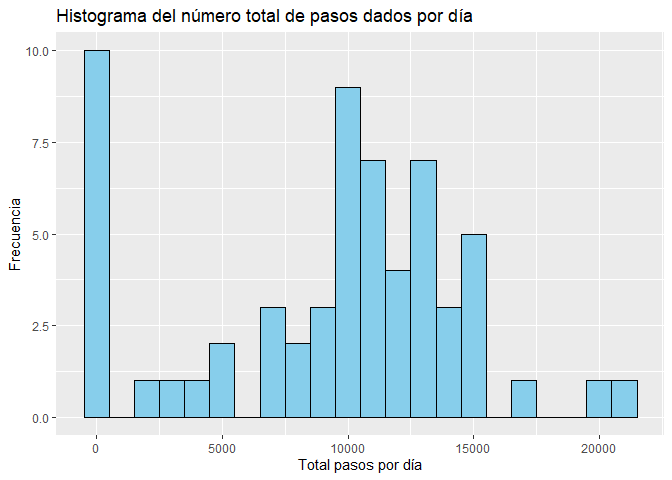 Histograma del número total de pasos dados por día
10.0
7.5
5.0
2.5
0.0
Frecuencia
0 5000 10000 15000 20000
Total pasos por día